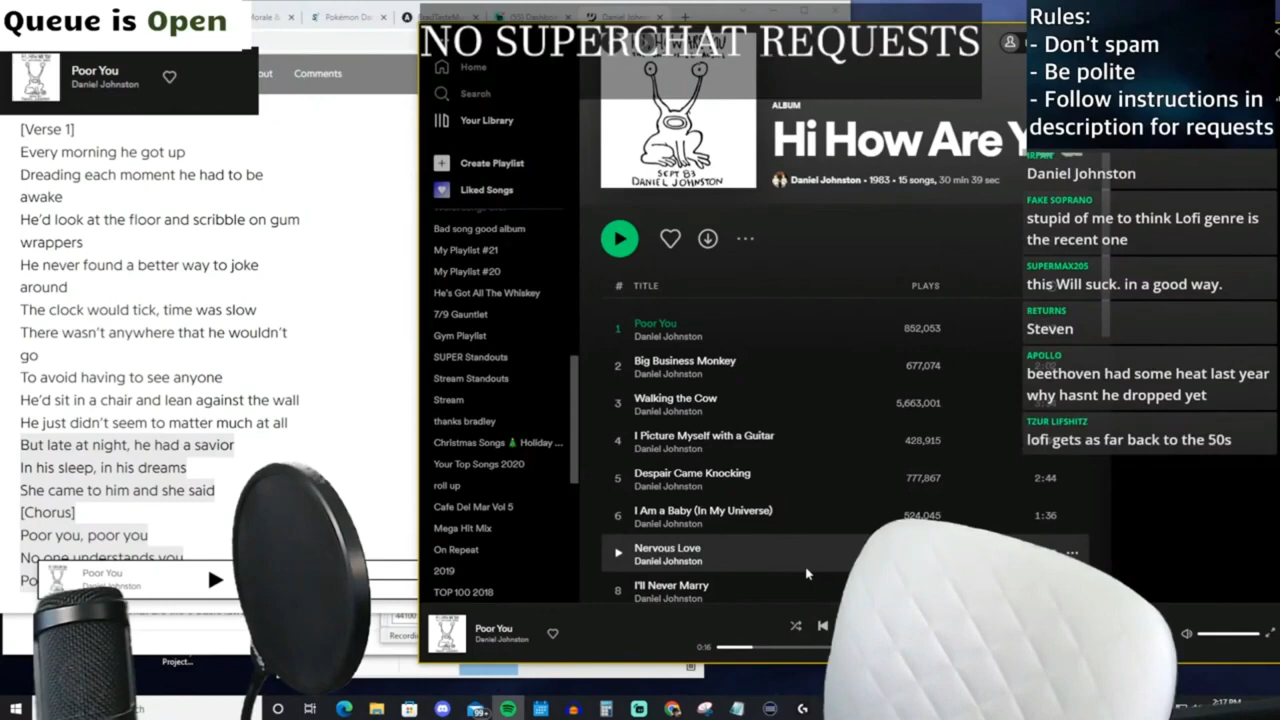 Queue is Open
Poor You
Daniel Johnston
out
Comments
[Verse 1]
Every morning he got up
Dreading each moment he had to be
awake
He'd look at the floor and scribble on gum
wrappers
He never found a better way to joke
around
The clock would tick, time was slow
There wasn't anywhere that he wouldn't
go
To avoid having to see anyone
He'd sit in a chair and lean against the wall
He just didn't seem to matter much at all
But late at night, he had a savior
In his sleep, in his dreams
She came to him and she said
[Chorus]
Poor you, poor you
No one understands you
Po
Poor You
Daniel Johnston
44100
Project...
NO SUPERCHAT REQUESTS
Home
Search
Your Library
Create Playlist
Liked Songs
Bad song good album
My Playlist #21
My Playlist #20
He's Got All The Whiskey
7/9 Gauntlet
Gym Playlist
SUPER Standouts
Stream Standouts
Stream
thanks bradley
Christmas Songs 🎄 Holiday ...
Your Top Songs 2020
roll up
Cafe Del Mar Vol 5
Mega Hit Mix
On Repeat
2019
TOP 100 2018
SEPT 83
DANIEL JOHNSTON
ALBUM
Hi How Are Y
Daniel Johnston • 1983 • 15 songs, 30 min 39 sec
# TITLE PLAYS
1 Poor You 852,053
Daniel Johnston
2 Big Business Monkey 677,074
Daniel Johnston
3 Walking the Cow 5,663,001
Daniel Johnston
4 I Picture Myself with a Guitar 428,915
Daniel Johnston
5 Despair Came Knocking 777,867 2:44
Daniel Johnston
6 I Am a Baby (In My Universe) 524,045 1:36
Daniel Johnston
Nervous Love
Daniel Johnston
8 I'll Never Marry
Daniel Johnston
Poor You
Daniel Johnston
0:16
Rules:
- Don't spam
- Be polite
- Follow instructions in
description for requests
Daniel Johnston
FAKE SOPRANO
stupid of me to think Lofi genre is
the recent one
SUPERMAX205
this Will suck. in a good way.
RETURNS
Steven
APOLLO
beethoven had some heat last year
why hasnt he dropped yet
TZUR LIFSHITZ
lofi gets as far back to the 50s
99+
2:17 PM